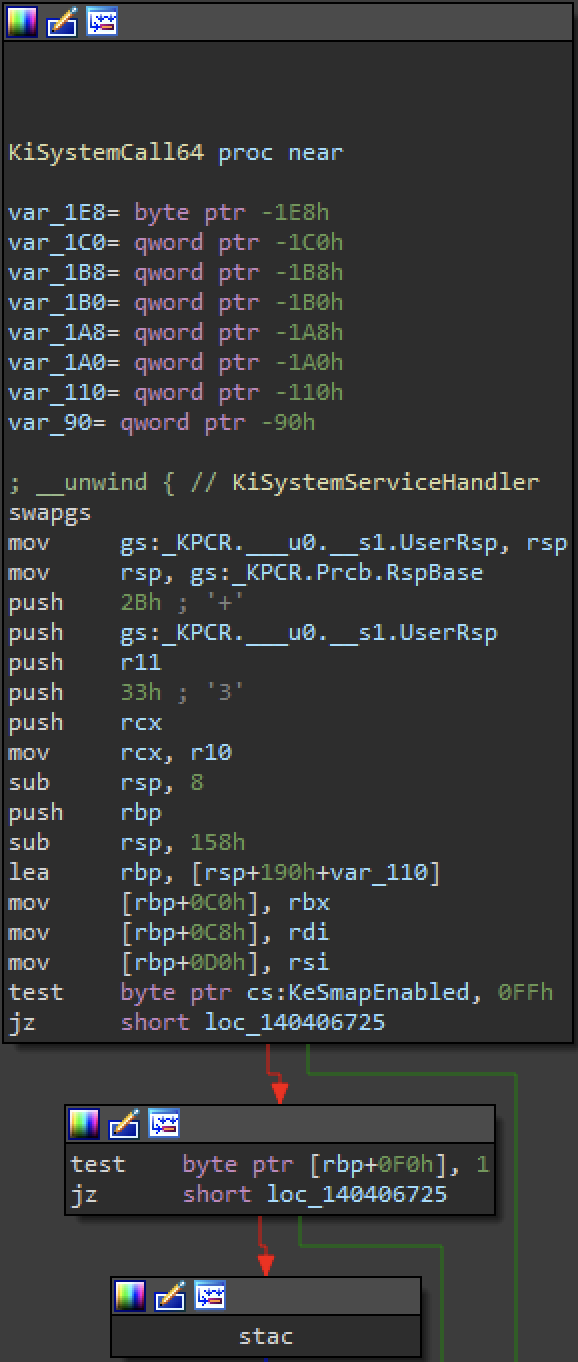 KiSystemCall64 proc near
var_1E8= byte ptr -1E8h
var_1C0= qword ptr -1C0h
var_1B8= qword ptr -1B8h
var_1B0= qword ptr -1B0h
var_1A8= qword ptr -1A8h
var_1A0= qword ptr -1A0h
var_110= qword ptr -110h
var_90= qword ptr -90h
; __unwind { // KiSystemServiceHandler
swapgs
mov     gs:_KPCR.___u0.__s1.UserRsp, rsp
mov     rsp, gs:_KPCR.Prcb.RspBase
push    2Bh ; '+'
push    gs:_KPCR.___u0.__s1.UserRsp
push    r11
push    33h ; '3'
push    rcx
mov     rcx, r10
sub     rsp, 8
push    rbp
sub     rsp, 158h
lea     rbp, [rsp+190h+var_110]
mov     [rbp+0C0h], rbx
mov     [rbp+0C8h], rdi
mov     [rbp+0D0h], rsi
test    byte ptr cs:KeSmapEnabled, 0FFh
jz      short loc_140406725
test    byte ptr [rbp+0F0h], 1
jz      short loc_140406725
stac